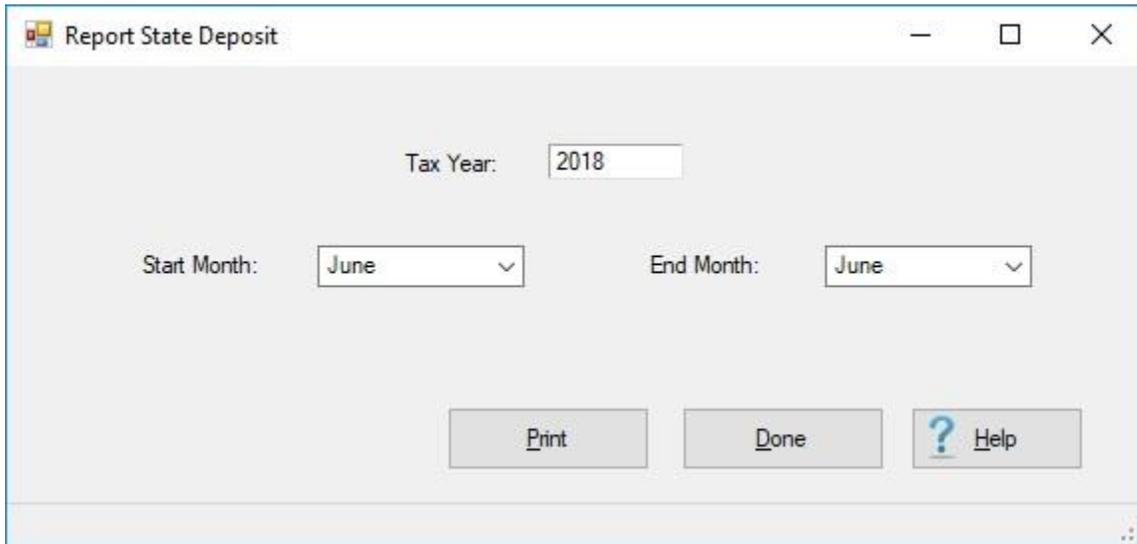 Report State Deposit
Tax Year: 2018
Start Month: June End Month: June
Print Done ? Help